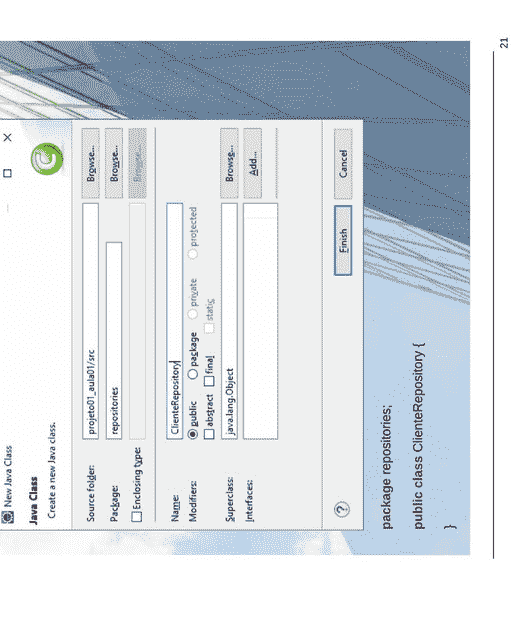 New Java Class
Java Class
Create a new Java class.
Source folder: projeto01_aula01/src Browse...
Package: repositories Browse...
Enclosing type: Browse...
Name: ClienteRepository
Modifiers: public package private protected
abstract final static
Superclass: java.lang.Object Browse...
Interfaces: Add...
? Finish Cancel
package repositories;
public class ClienteRepository {
}
21